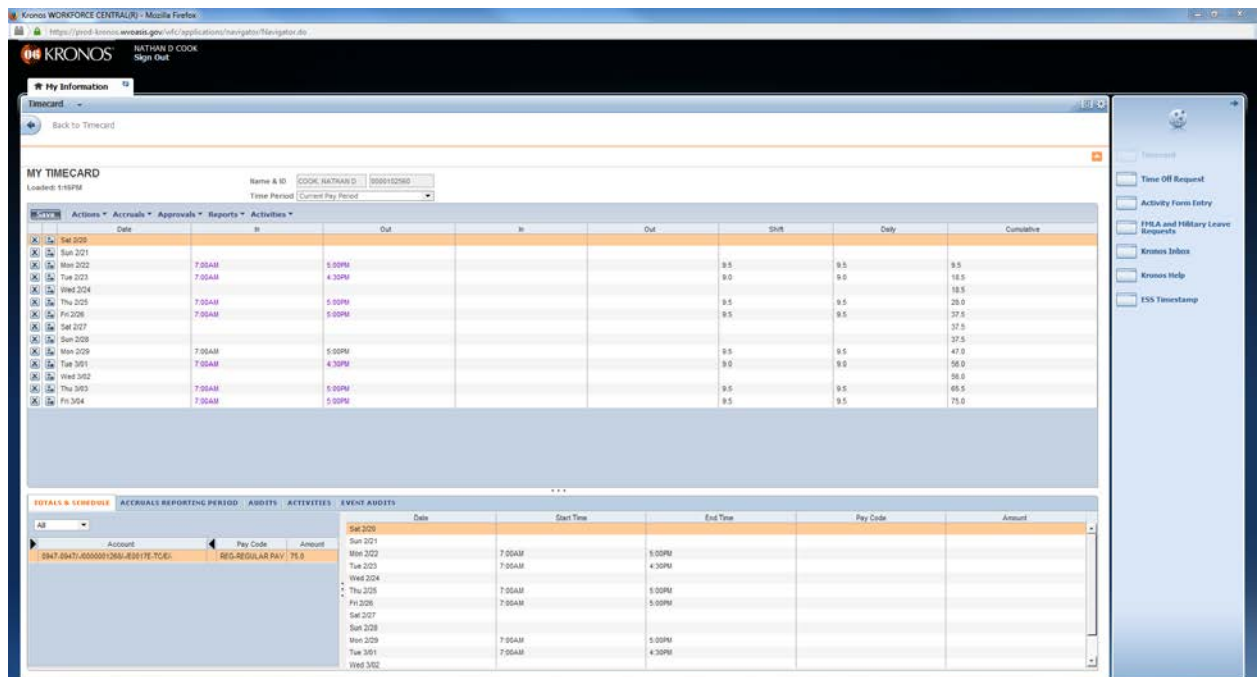 Kronos WORKFORCE CENTRAL(R) - Mozilla Firefox
https://prod-kronos.wvoasis.gov/wfc/applications/navigator/Navigator.do
KRONOS NATHAN D COOK
Sign Out
My Information
Timecard
Back to Timecard
MY TIMECARD
Loaded: 1:15PM
Name & ID COOK, NATHAN D
Time Period Current Pay Period
Save Actions Accruals Approvals Reports Activities
Date In Out In Out Shift Daily Cumulative
Sat 2/20
Sun 2/21
Mon 2/22 7:00AM 5:00PM 9.5 9.5 9.5
Tue 2/23 7:00AM 4:30PM 9.0 9.0 18.5
Wed 2/24 18.5
Thu 2/25 7:00AM 5:00PM 9.5 9.5 28.0
Fri 2/26 7:00AM 5:00PM 9.5 9.5 37.5
Sat 2/27 37.5
Sun 2/28 37.5
Mon 2/29 7:00AM 5:00PM 9.5 9.5 47.0
Tue 3/01 7:00AM 4:30PM 9.0 9.0 56.0
Wed 3/02 56.0
Thu 3/03 7:00AM 5:00PM 9.5 9.5 65.5
Fri 3/04 7:00AM 5:00PM 9.5 9.5 75.0
TOTALS & SCHEDULE ACCRUALS REPORTING PERIOD AUDITS ACTIVITIES EVENT AUDITS
All
Account Pay Code Amount
REG-REGULAR PAY 75.0
Date Start Time End Time Pay Code Amount
Sat 2/20
Sun 2/21
Mon 2/22 7:00AM 5:00PM
Tue 2/23 7:00AM 4:30PM
Wed 2/24
Thu 2/25 7:00AM 5:00PM
Fri 2/26 7:00AM 5:00PM
Sat 2/27
Sun 2/28
Mon 2/29 7:00AM 5:00PM
Tue 3/01 7:00AM 4:30PM
Wed 3/02
Timecard
Time Off Request
Activity Form Entry
FMLA and Military Leave
Requests
Kronos Inbox
Kronos Help
ESS Timestamp